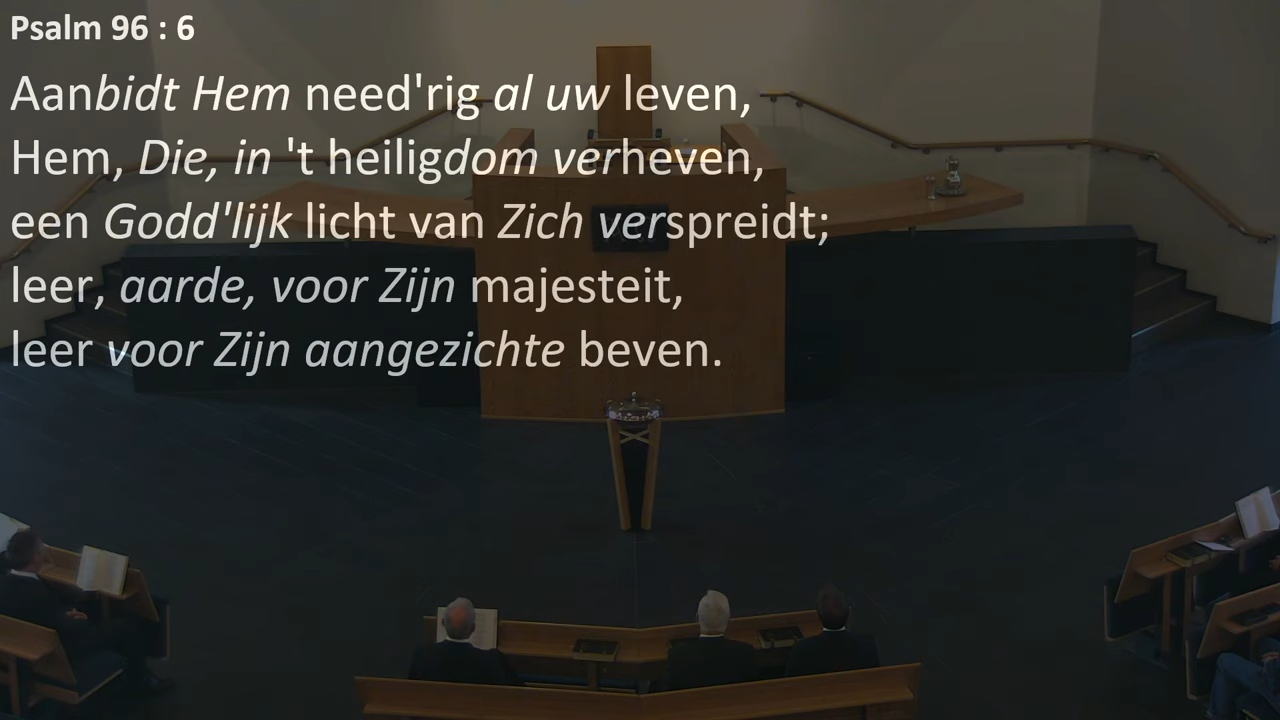 Psalm 96 : 6
Aanbidt Hem need'rig al uw leven,
Hem, Die, in 't heiligdom verheven,
een Godd'lijk licht van Zich verspreidt;
leer, aarde, voor Zijn majesteit,
leer voor Zijn aangezichte beven.